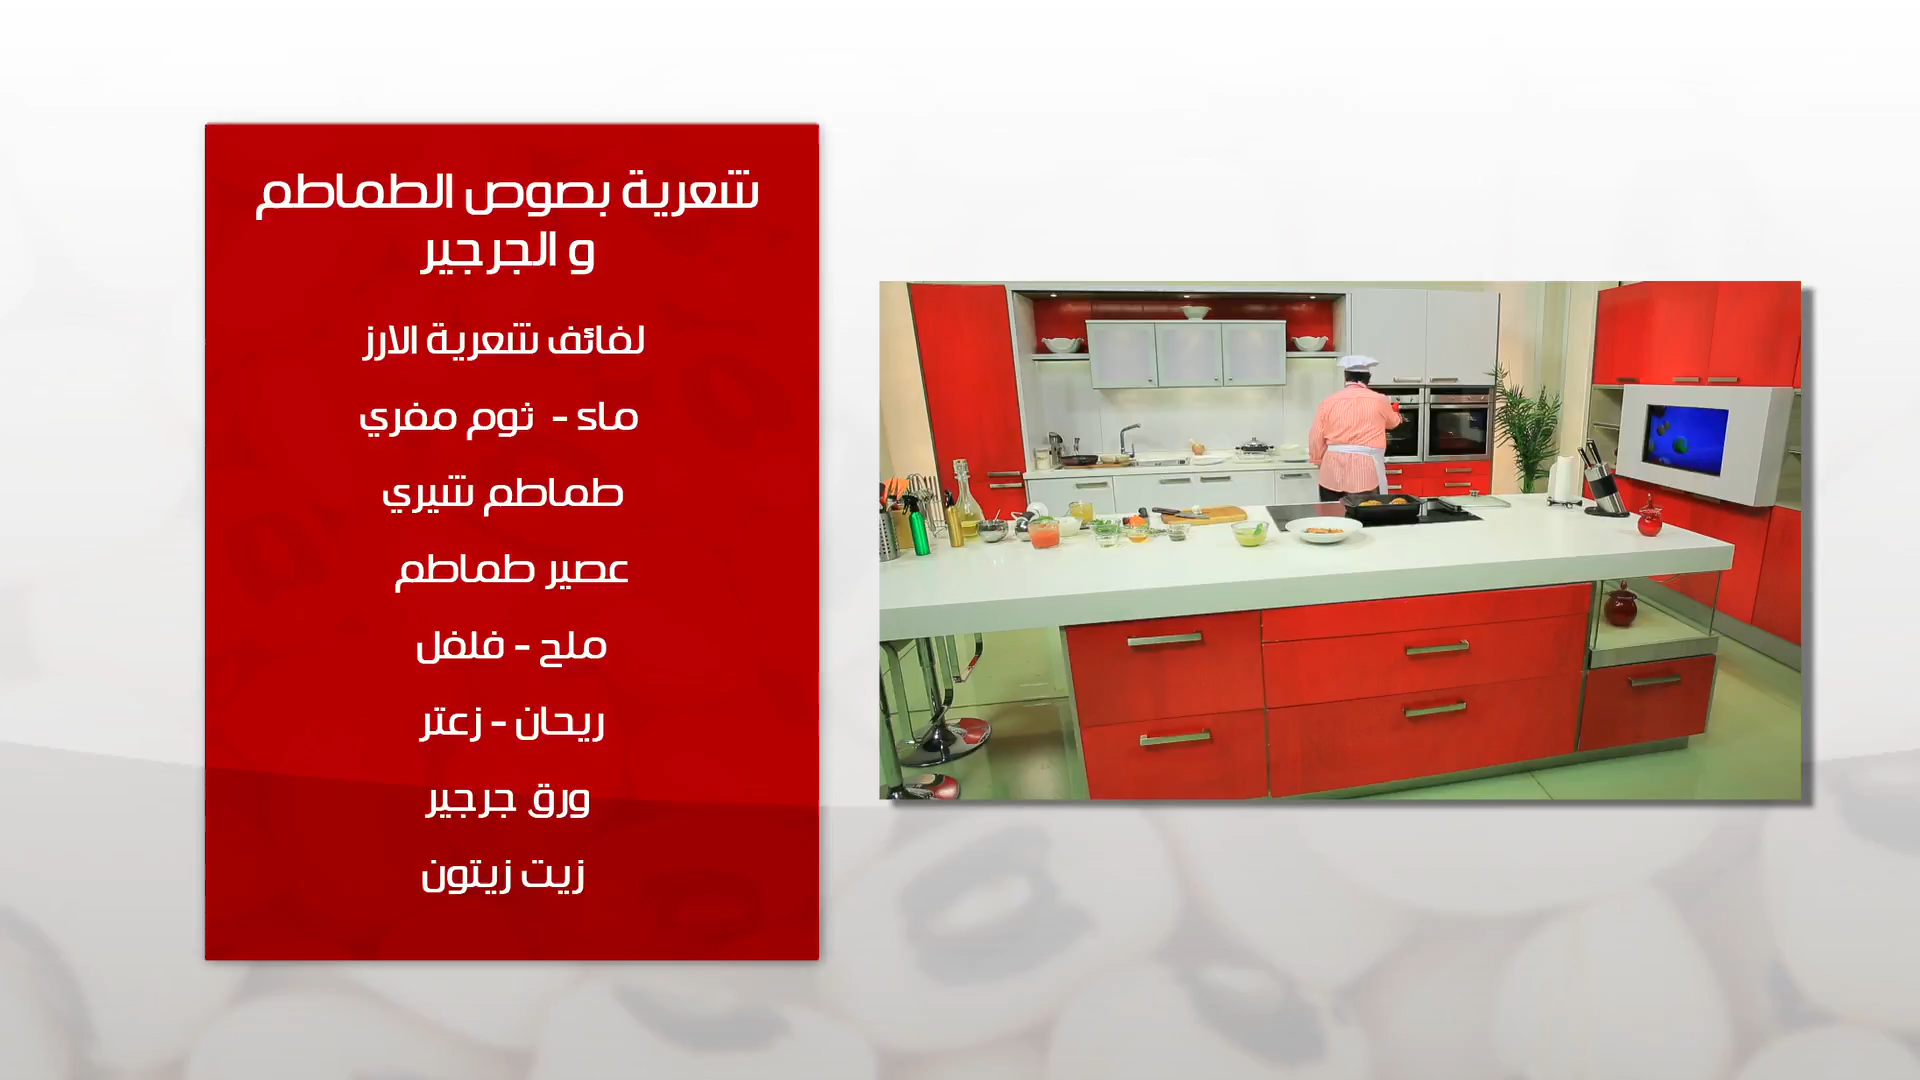 شعرية بصوص الطماطم
و الجرجير
لفائف شعرية الارز
ماء - ثوم مفري
طماطم شيري
عصير طماطم
ملح - فلفل
ريحان - زعتر
ورق جرجير
زيت زيتون